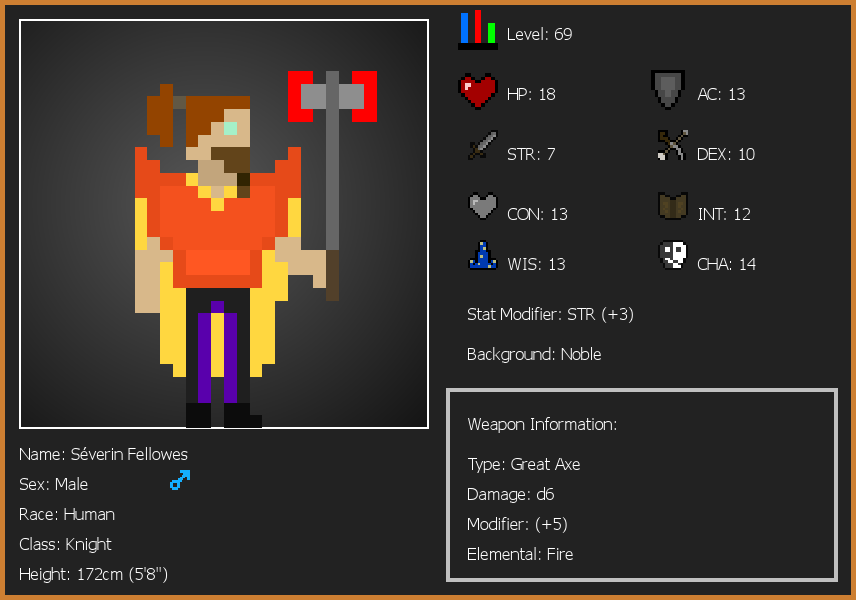 Level: 69
HP: 18
AC: 13
STR: 7
DEX: 10
CON: 13
INT: 12
WIS: 13
CHA: 14
Stat Modifier: STR (+3)
Background: Noble
Weapon Information:
Type: Great Axe
Damage: d6
Modifier: (+5)
Elemental: Fire
Name: Séverin Fellowes
Sex: Male
Race: Human
Class: Knight
Height: 172cm (5'8")